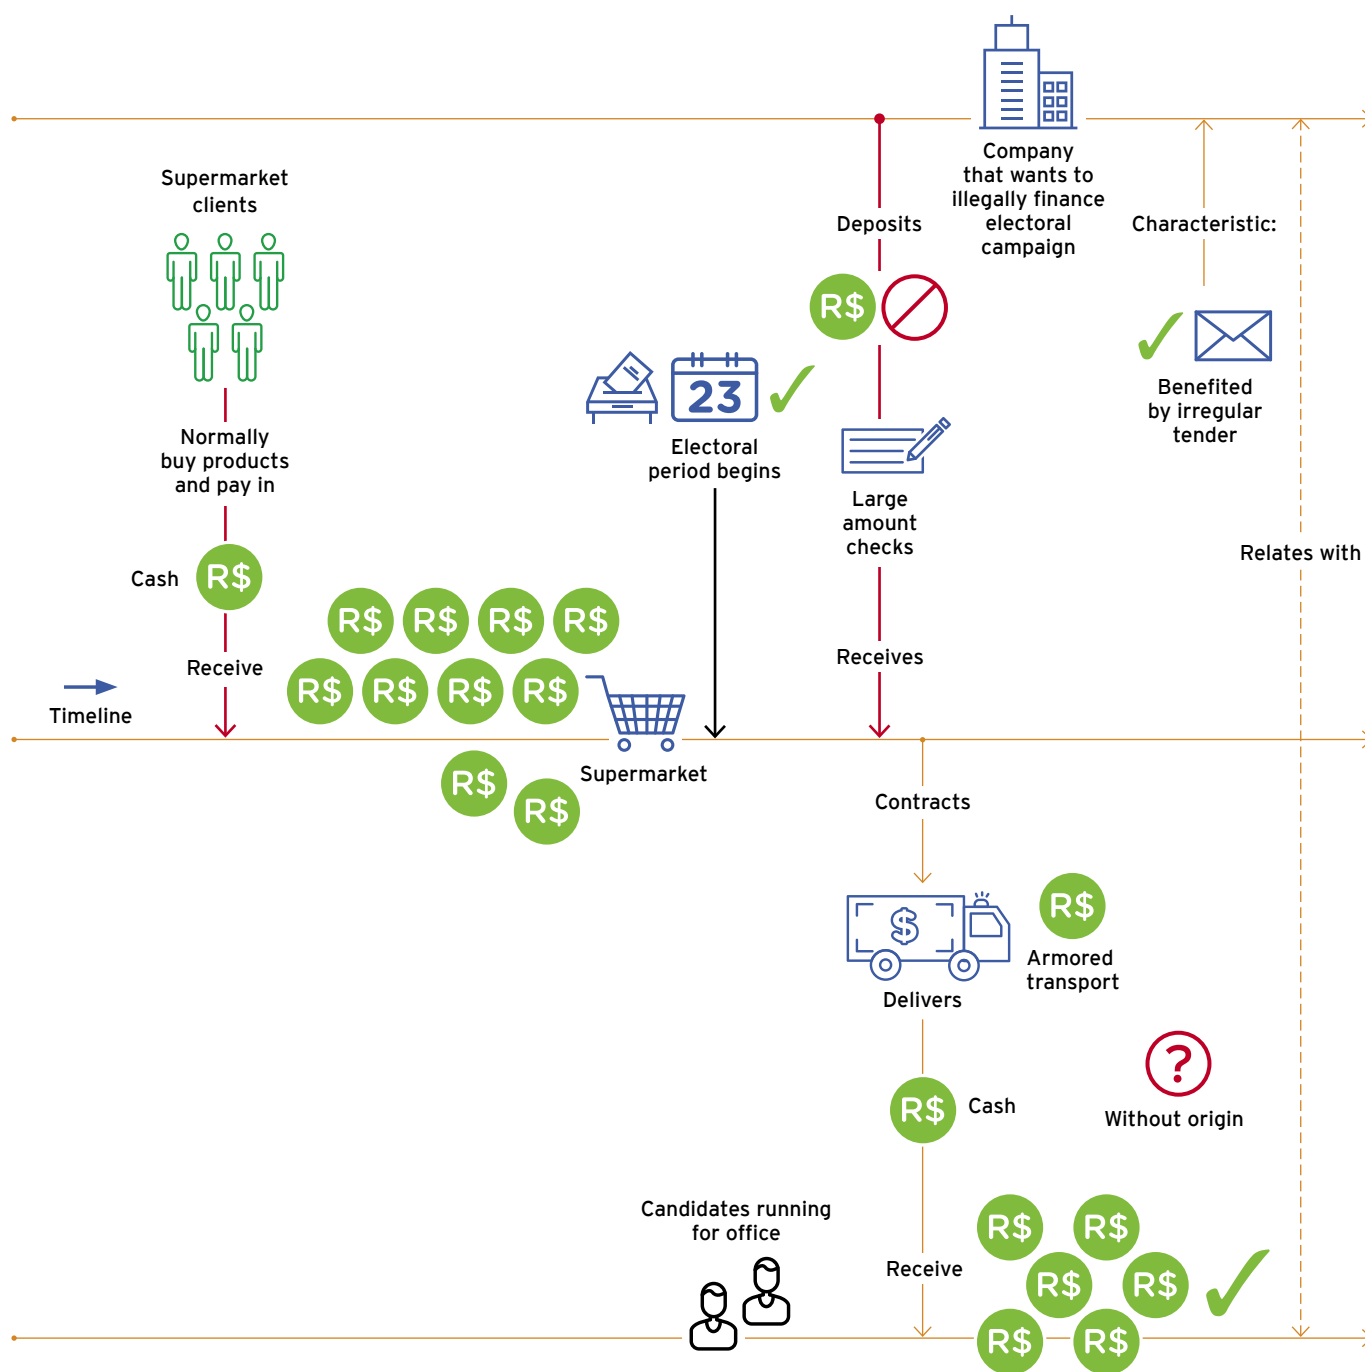 Company
that wants to
illegally finance
electoral
campaign
Supermarket
clients
Deposits
Characteristic:
R$
Benefited
by irregular
tender
23
Electoral
period begins
Normally
buy products
and pay in
Large
amount
checks
Relates with
Cash
R$
R$ R$ R$ R$
Receive
Receives
R$ R$ R$ R$
Timeline
Supermarket
R$
R$
Contracts
$
R$
Armored
transport
Delivers
?
R$
Cash
Without origin
Candidates running
for office
R$ R$
Receive
R$ R$
R$ R$